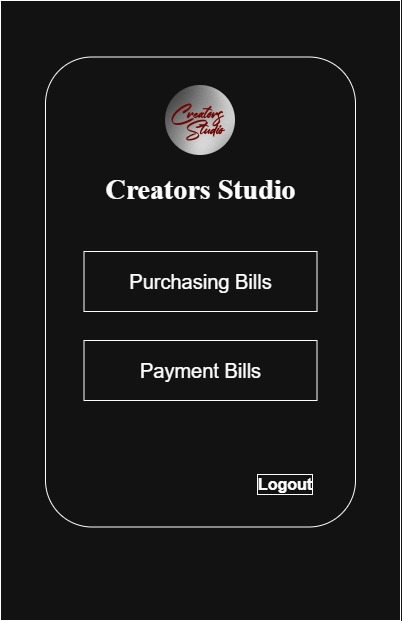 Creators
Studio
Creators Studio
Purchasing Bills
Payment Bills
Logout